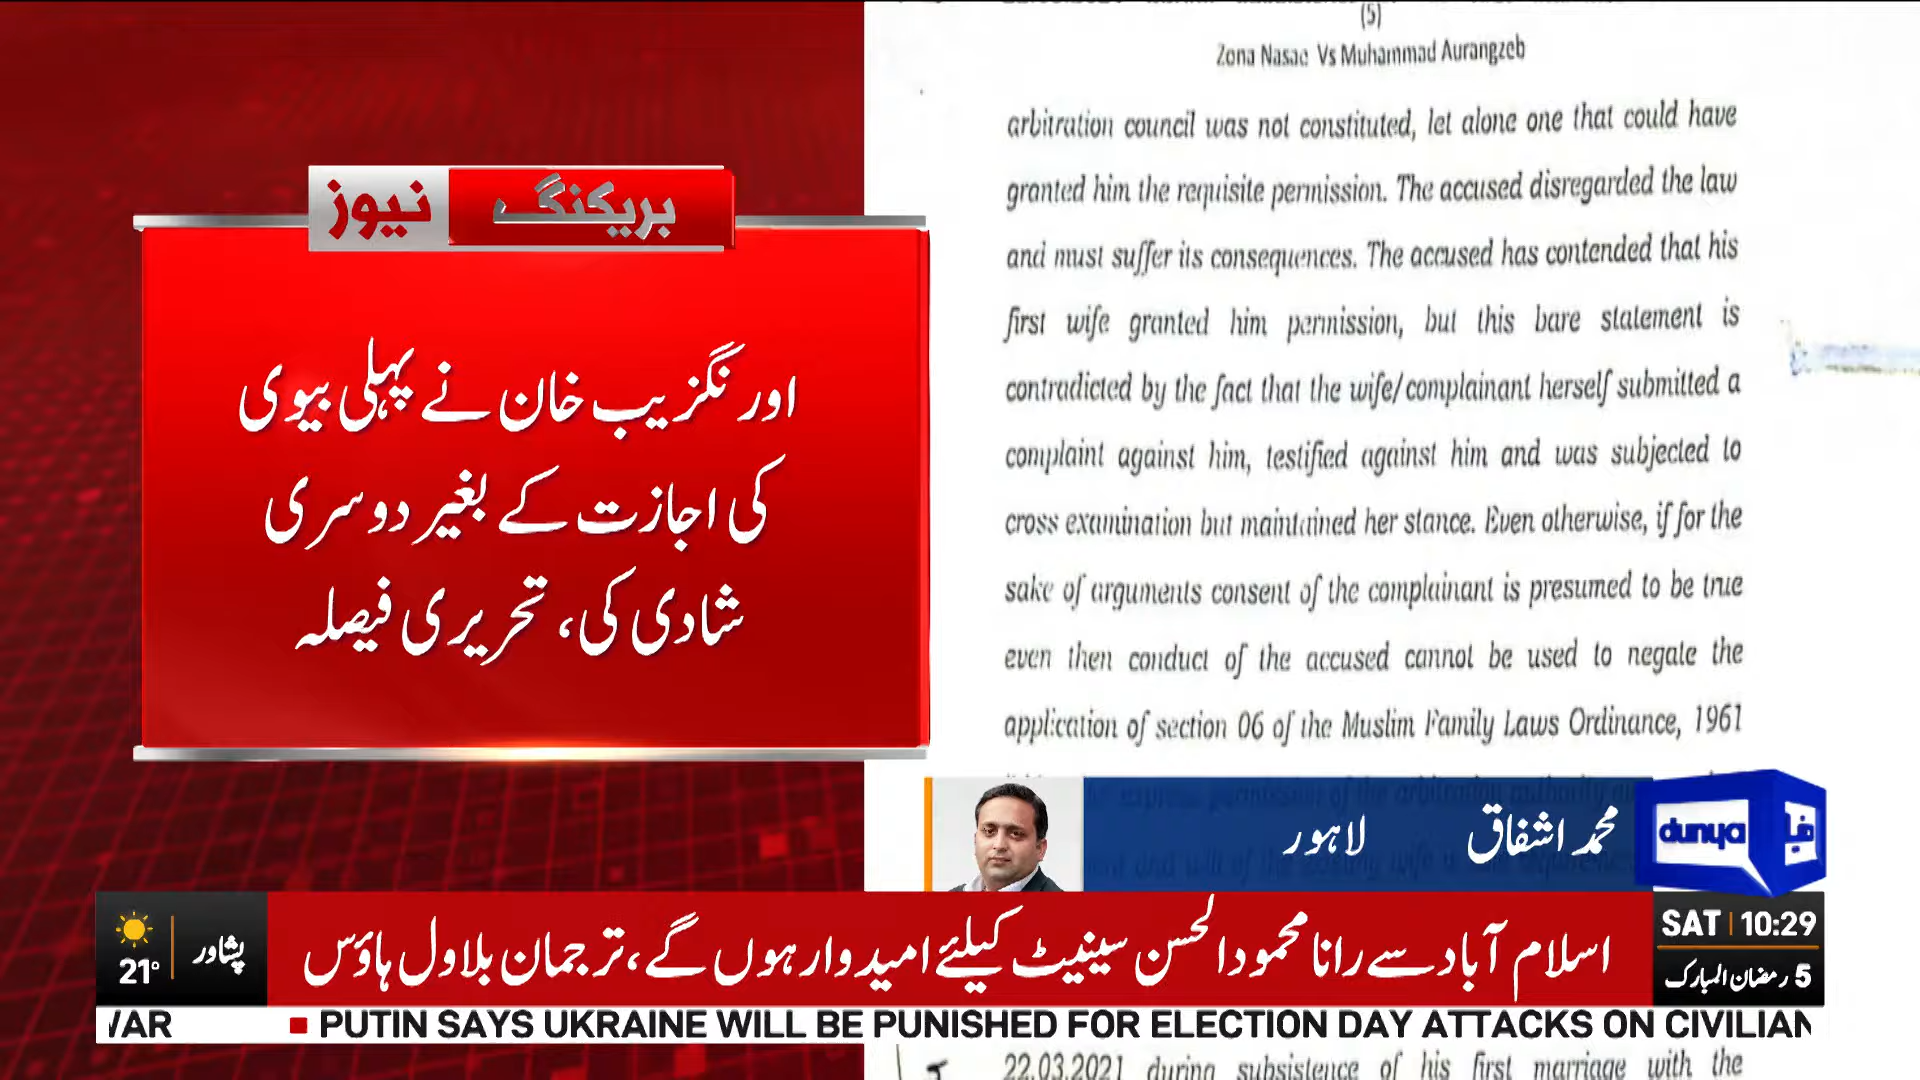 (5)
Zona Nasae Vs Muhammad Aurangzeb
arbitration council was not constituted, let alone one that could have
granted him the requisite permission. The accused disregarded the law
and must suffer its consequences. The accused has contended that his
first wife granted him permission, but this bare statement is
contradicted by the fact that the wife/complainant herself submitted a
complaint against him, testified against him and was subjected to
cross examination but maintained her stance. Even otherwise, if for the
sake of arguments consent of the complainant is presumed to be true
even then conduct of the accused cannot be used to negate the
application of section 06 of the Muslim Family Laws Ordinance, 1961
بریکنگ نیوز
اورنگزیب خان نے پہلی بیوی
کی اجازت کے بغیر دوسری
شادی کی، تحریری فیصلہ
محمد اشفاق لاہور
dunya دنیا
اسلام آباد سے رانا محمود الحسن سینیٹ کیلئے امیدوار ہوں گے، ترجمان بلاول ہاؤس
پشاور
21°
SAT 10:29
5 رمضان المبارک
WAR PUTIN SAYS UKRAINE WILL BE PUNISHED FOR ELECTION DAY ATTACKS ON CIVILIAN
22.03.2021 during subsistence of his first marriage with the